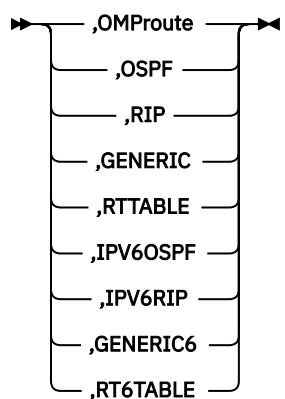 ,OMProute
,OSPF
,RIP
,GENERIC
,RTTABLE
,IPV6OSPF
,IPV6RIP
,GENERIC6
,RT6TABLE